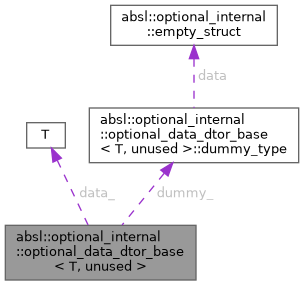 absl::optional_internal
::empty_struct
data
T
absl::optional_internal
::optional_data_dtor_base
< T, unused >::dummy_type
data_
dummy_
absl::optional_internal
::optional_data_dtor_base
< T, unused >